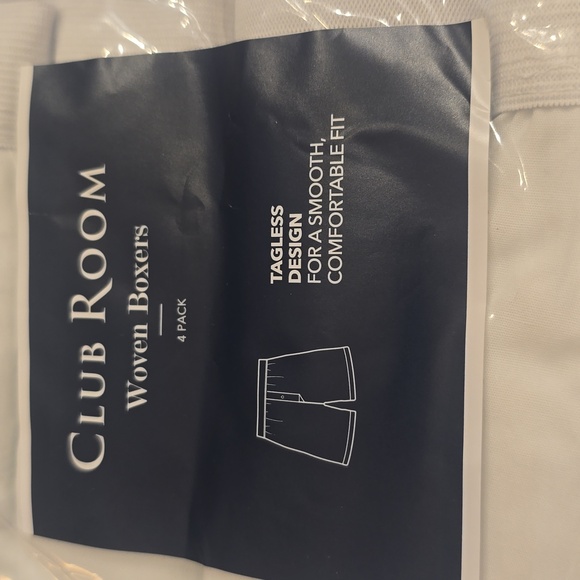 CLUB ROOM
Woven Boxers
4 PACK
TAGLESS
DESIGN
FOR A SMOOTH,
COMFORTABLE FIT